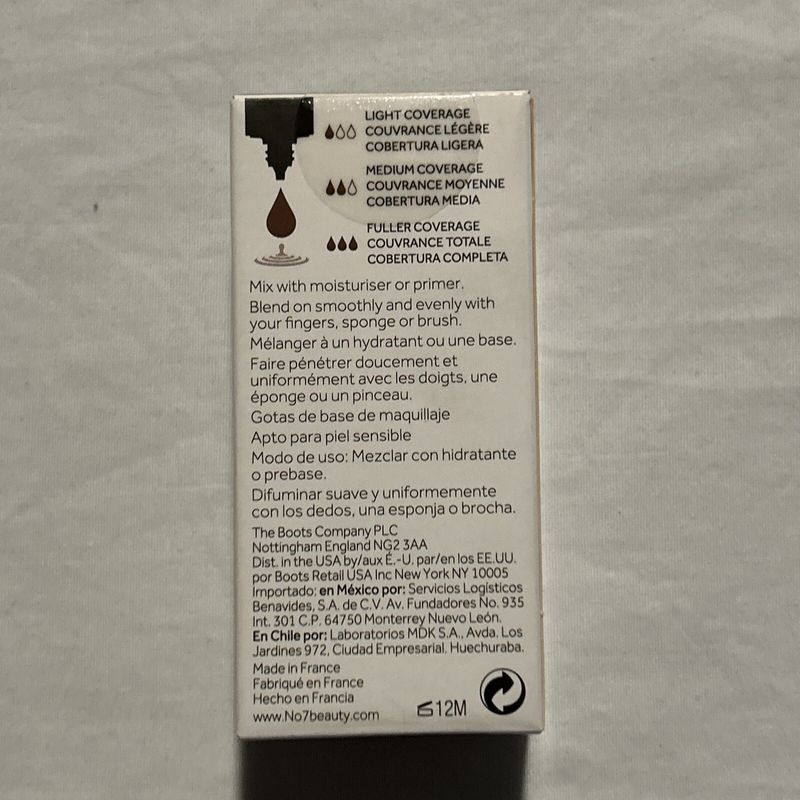 LIGHT COVERAGE
COUVRANCE LÉGÈRE
COBERTURA LIGERA
MEDIUM COVERAGE
COUVRANCE MOYENNE
COBERTURA MEDIA
FULLER COVERAGE
COUVRANCE TOTALE
COBERTURA COMPLETA
Mix with moisturiser or primer.
Blend on smoothly and evenly with
your fingers, sponge or brush.
Mélanger à un hydratant ou une base.
Faire pénétrer doucement et
uniformément avec les doigts, une
éponge ou un pinceau.
Gotas de base de maquillaje
Apto para piel sensible
Modo de uso: Mezclar con hidratante
o prebase.
Difuminar suave y uniformemente
con los dedos, una esponja o brocha.
The Boots Company PLC
Nottingham England NG2 3AA
Dist. in the USA by/aux É.-U. par/en los EE.UU.
por Boots Retail USA Inc New York NY 10005
Importado: en México por: Servicios Logísticos
Benavides, S.A. de C.V. Av. Fundadores No. 935
Int. 301 C.P. 64750 Monterrey Nuevo León.
En Chile por: Laboratorios MDK S.A., Avda. Los
Jardines 972, Ciudad Empresarial, Huechuraba.
Made in France
Fabriqué en France
Hecho en Francia
www.No7beauty.com
12M